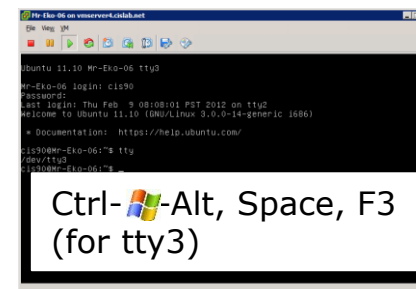 Mr-Eko-06 on vmserver4.cislab.net
File View VM
Ubuntu 11.10 Mr-Eko-06 tty3
Mr-Eko-06 login: cis90
Password:
Last login: Thu Feb  9 08:08:01 PST 2012 on tty2
Welcome to Ubuntu 11.10 (GNU/Linux 3.0.0-14-generic i686)
* Documentation:  https://help.ubuntu.com/
cis90@Mr-Eko-06:~$ tty
/dev/tty3
cis90@Mr-Eko-06:~$ _
Ctrl- -Alt, Space, F3
(for tty3)